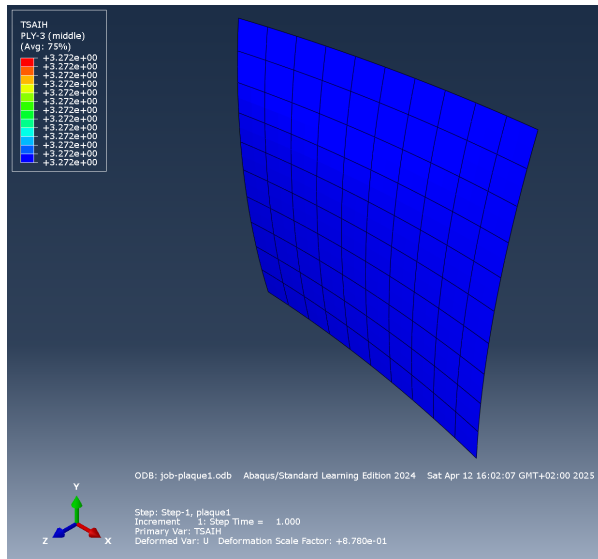 TSAIH
PLY-3 (middle)
(Avg: 75%)
+3.272e+00
+3.272e+00
+3.272e+00
+3.272e+00
+3.272e+00
+3.272e+00
+3.272e+00
+3.272e+00
+3.272e+00
+3.272e+00
+3.272e+00
+3.272e+00
+3.272e+00
ODB: job-plaque1.odb Abaqus/Standard Learning Edition 2024 Sat Apr 12 16:02:07 GMT+02:00 2025
Y
Z X
Step: Step-1, plaque1
Increment 1: Step Time = 1.000
Primary Var: TSAIH
Deformed Var: U Deformation Scale Factor: +8.780e-01